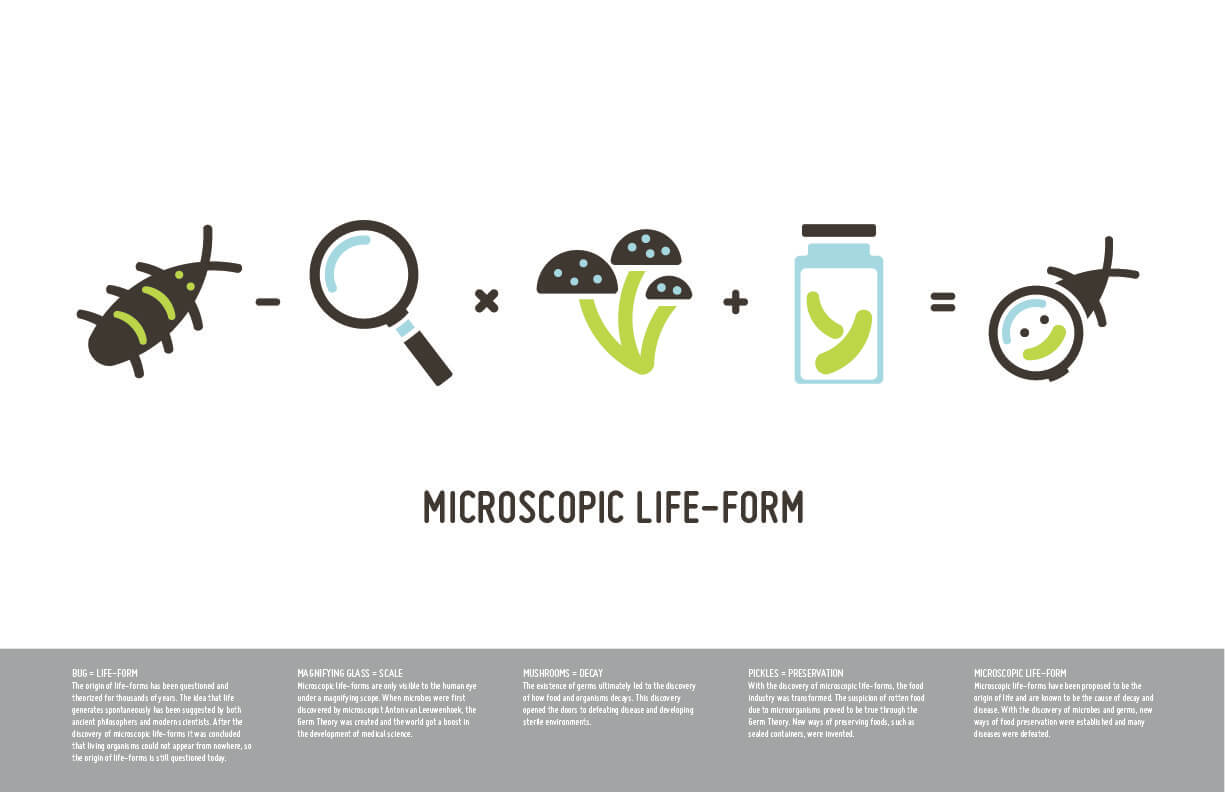 MICROSCOPIC LIFE-FORM
BUG = LIFE-FORM
The origin of life-forms has been questioned and
theorized for thousands of years. The idea that life
generates spontaneously has been suggested by both
ancient philosophers and modern scientists. After the
discovery of microscopic life-forms it was concluded
that living organisms could not appear from nowhere, so
the origin of life-forms is still questioned today.
MAGNIFYING GLASS = SCALE
Microscopic life-forms are only visible to the human eye
under a magnifying scope. When microbes were first
discovered by microscopist Anton van Leeuwenhoek, the
Germ Theory was created and the world got a boost in
the development of medical science.
MUSHROOMS = DECAY
The existence of germs ultimately led to the discovery
of how food and organisms decays. This discovery
opened the doors to defeating disease and developing
sterile environments.
PICKLES = PRESERVATION
With the discovery of microscopic life-forms, the food
industry was transformed. The suspicion of rotten food
due to microorganisms proved to be true through the
Germ Theory. New ways of preserving foods, such as
sealed containers, were invented.
MICROSCOPIC LIFE-FORM
Microscopic life-forms have been proposed to be the
origin of life and are known to be the cause of decay and
disease. With the discovery of microbes and germs, new
ways of food preservation were established and many
diseases were defeated.